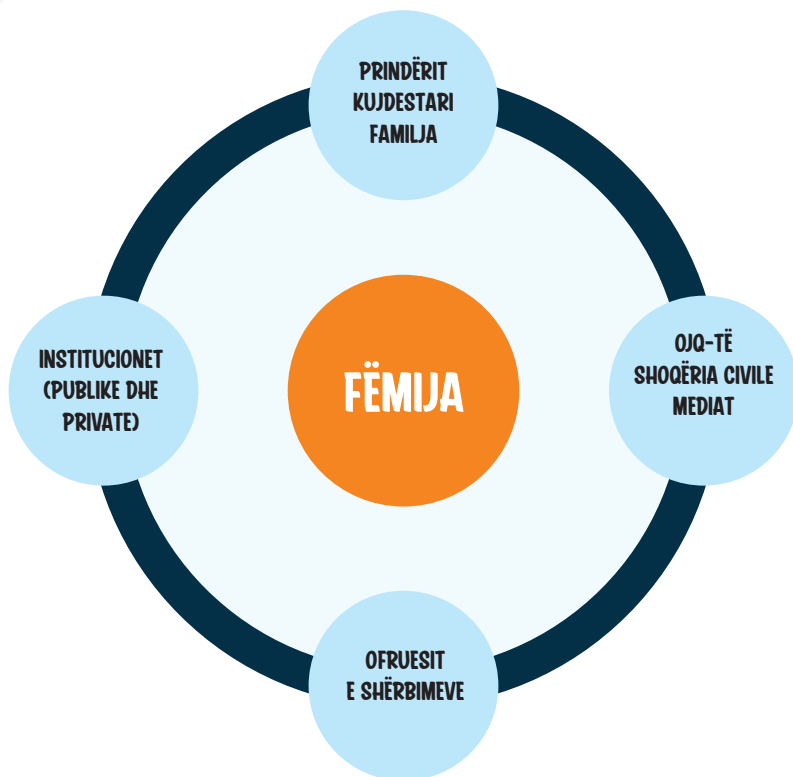 PRINDËRIT
KUJDESTARI
FAMILJA
INSTITUCIONET
(PUBLIKE DHE
PRIVATE)
FËMIJA
OJQ-TË
SHOQËRIA CIVILE
MEDIAT
OFRUESIT
E SHËRBIMEVE